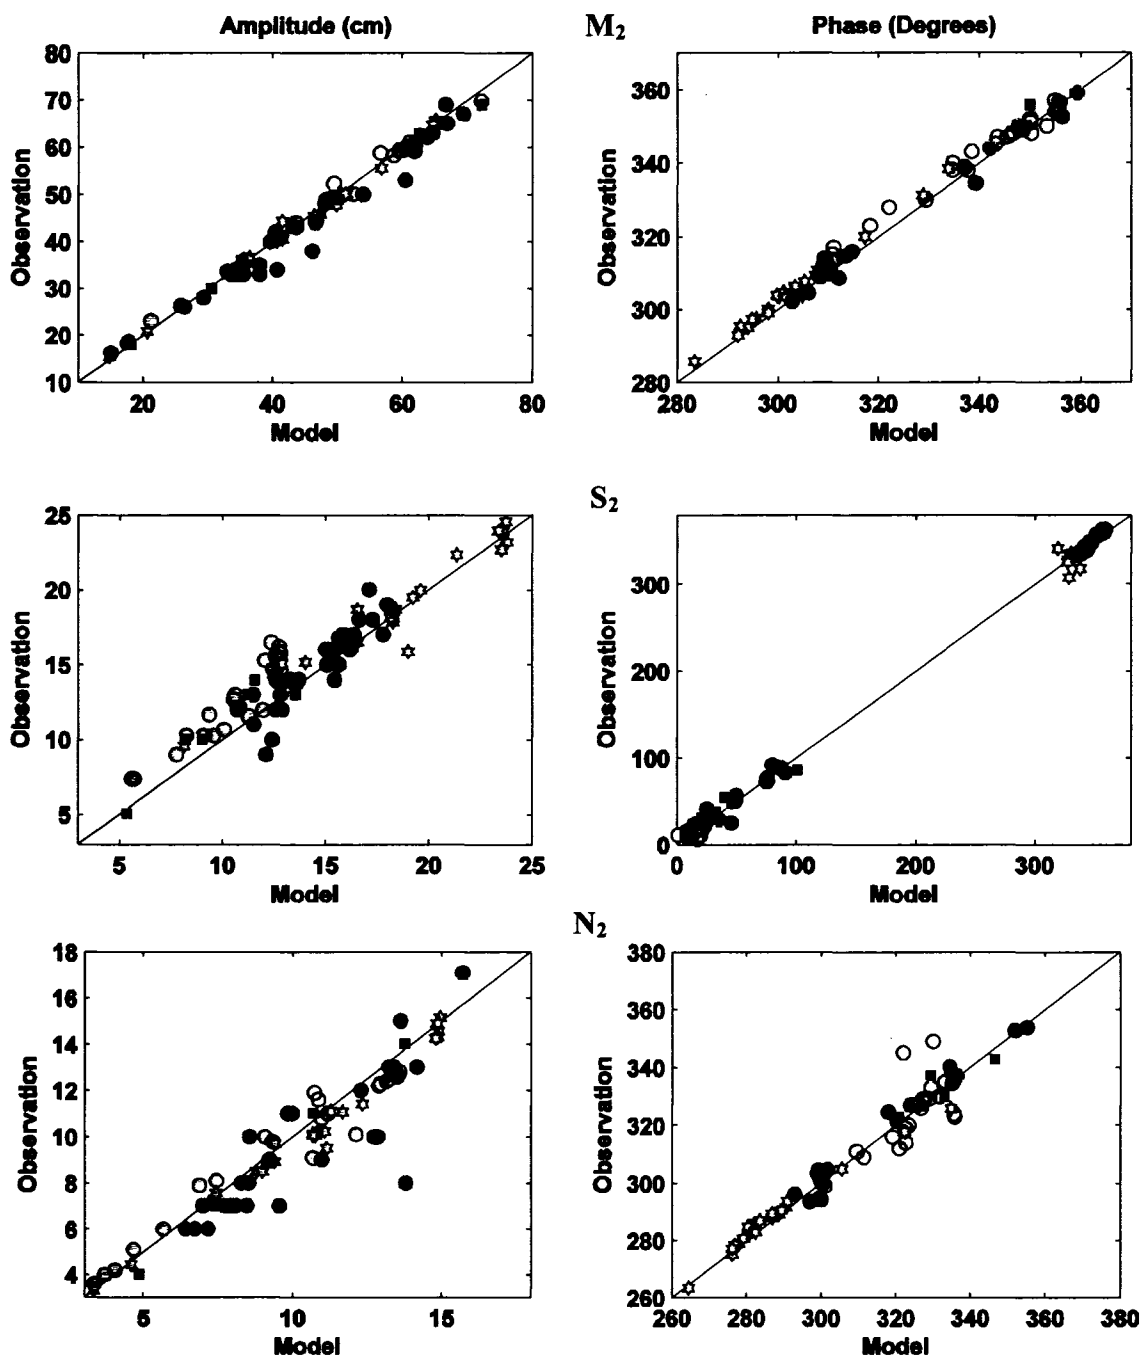 Amplitude (cm) M₂ Phase (Degrees)
80
70
60
50
40
30
20
10
Observation
20 40 60 80
Model
360
340
320
300
280
Observation
280 300 320 340 360
Model
S₂
25
20
15
10
5
Observation
5 10 15 20 25
Model
300
200
100
0
Observation
0 100 200 300
Model
N₂
18
16
14
12
10
8
6
4
Observation
5 10 15
Model
380
360
340
320
300
280
260
Observation
260 280 300 320 340 360 380
Model